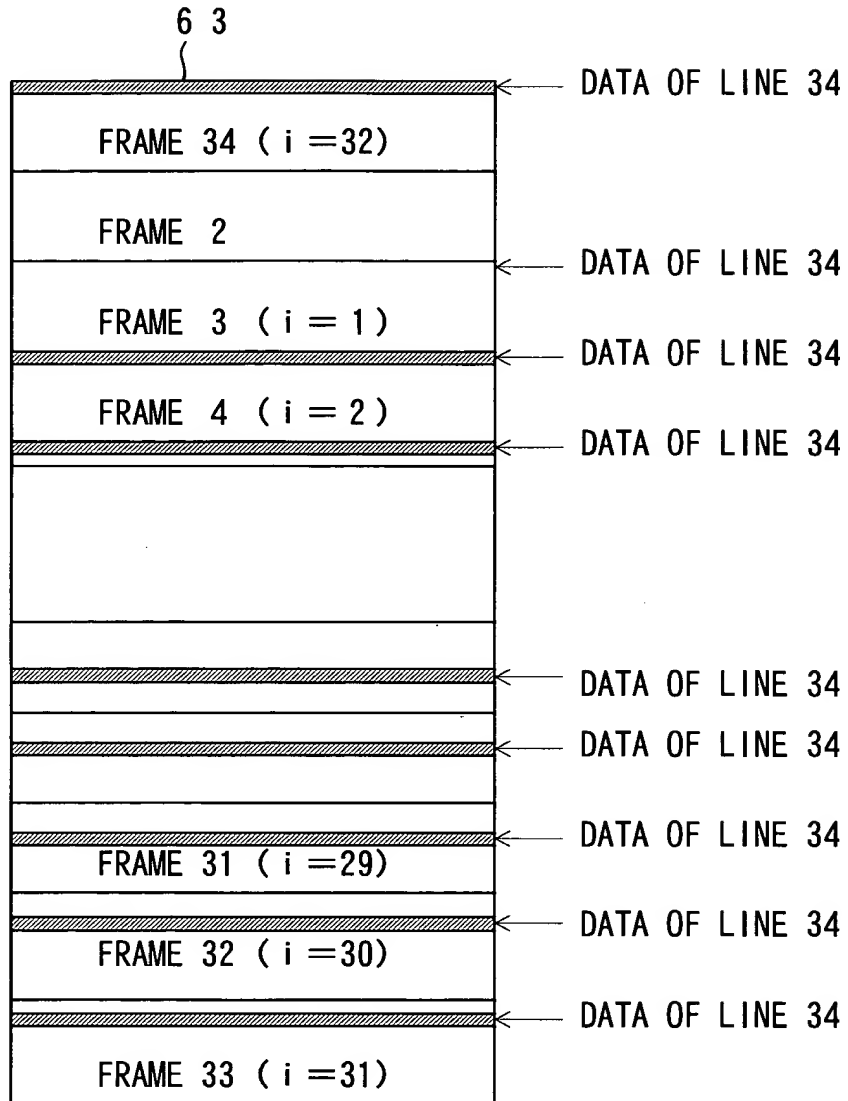 6 3
DATA OF LINE 34
FRAME 34 ( i =32)
FRAME 2
DATA OF LINE 34
FRAME 3 ( i = 1 )
DATA OF LINE 34
FRAME 4 ( i = 2 )
DATA OF LINE 34
DATA OF LINE 34
DATA OF LINE 34
DATA OF LINE 34
FRAME 31 ( i =29)
DATA OF LINE 34
FRAME 32 ( i =30)
DATA OF LINE 34
FRAME 33 ( i =31)